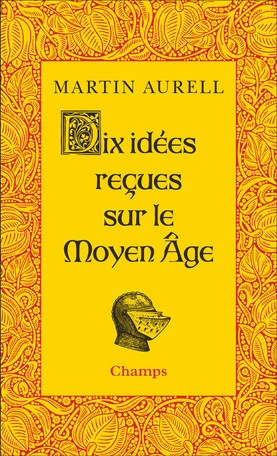 MARTIN AURELL
Dix idées
reçues
sur le
Moyen Âge
Champs